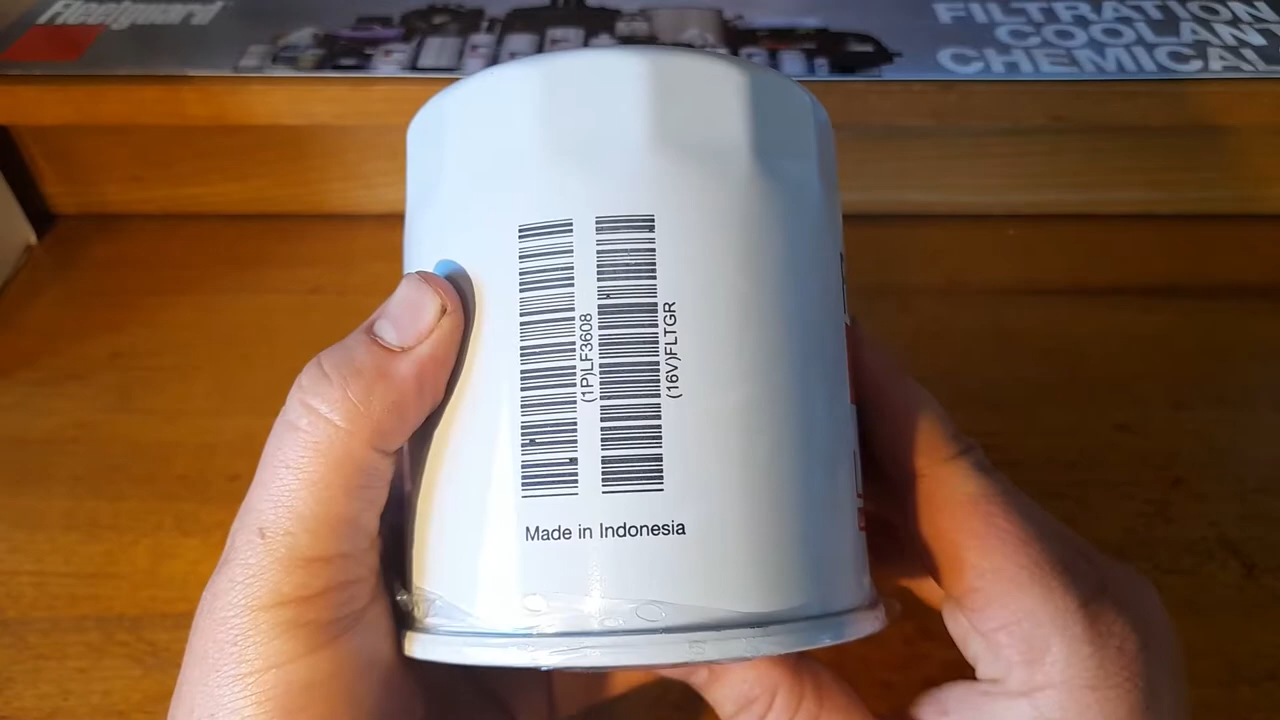 Fleetguard
FILTRATION
COOLANT
CHEMICAL
(1P)LF3608
(16V)FLTGR
Made in Indonesia